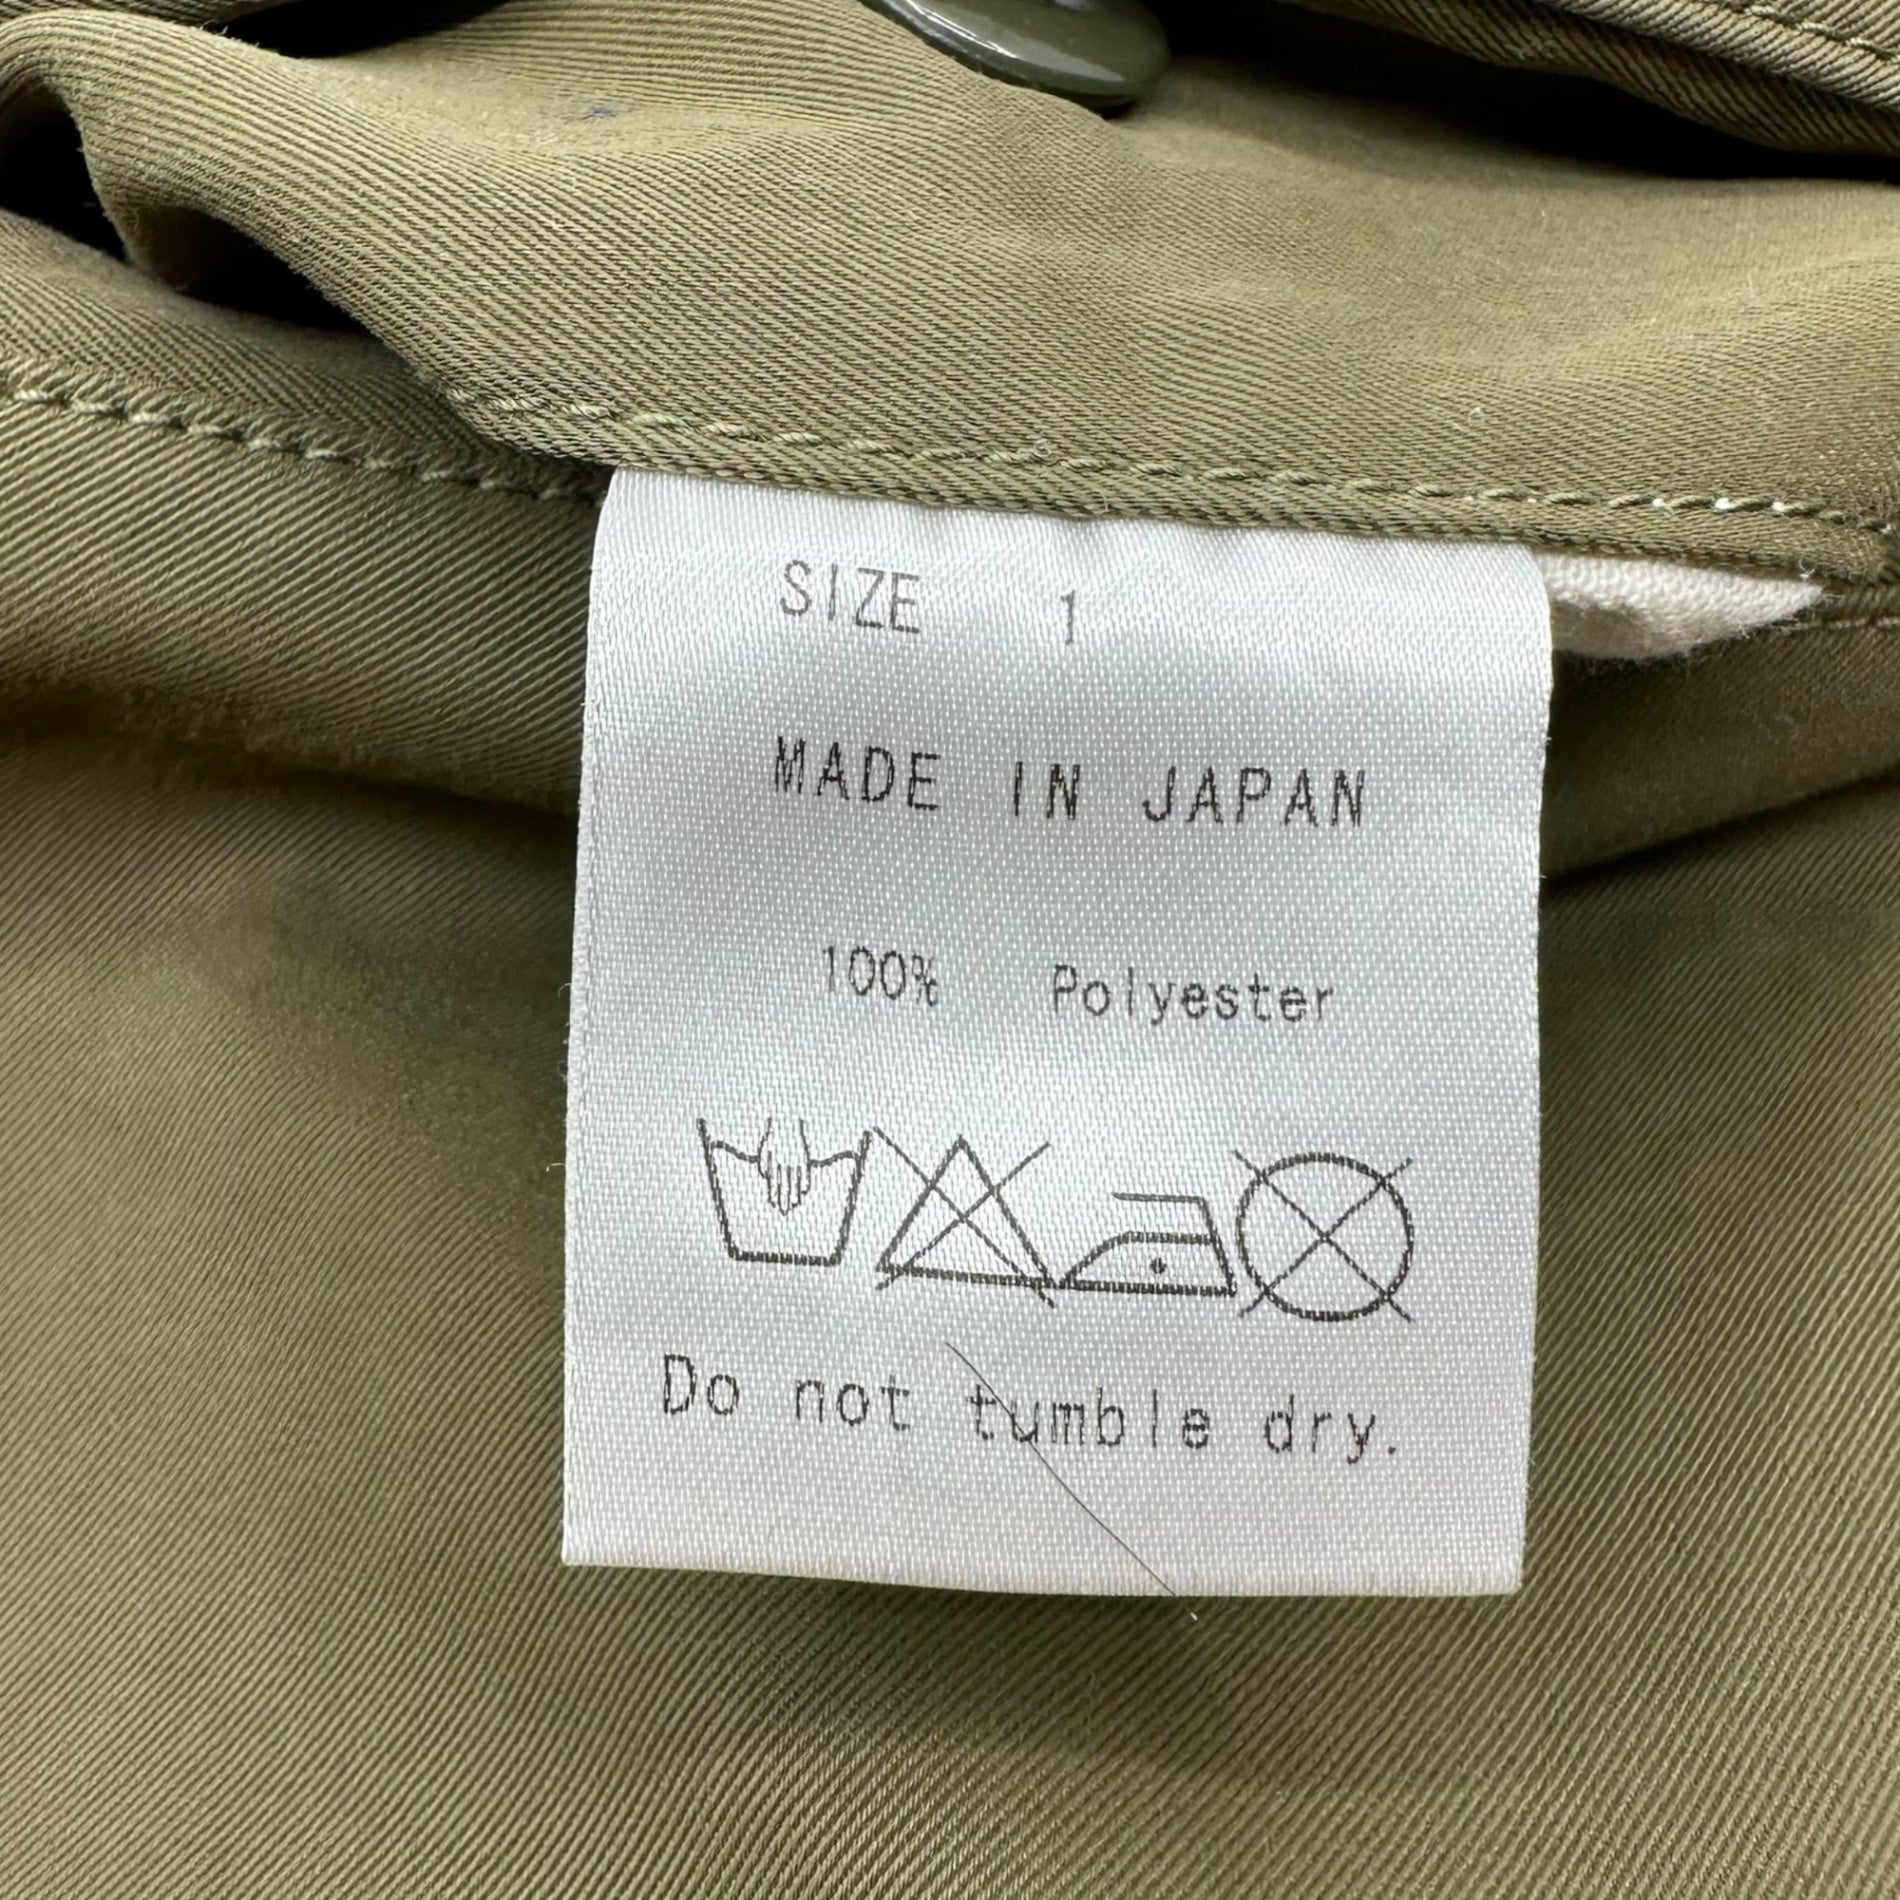 SIZE 1
MADE IN JAPAN
100% Polyester
Do not tumble dry.